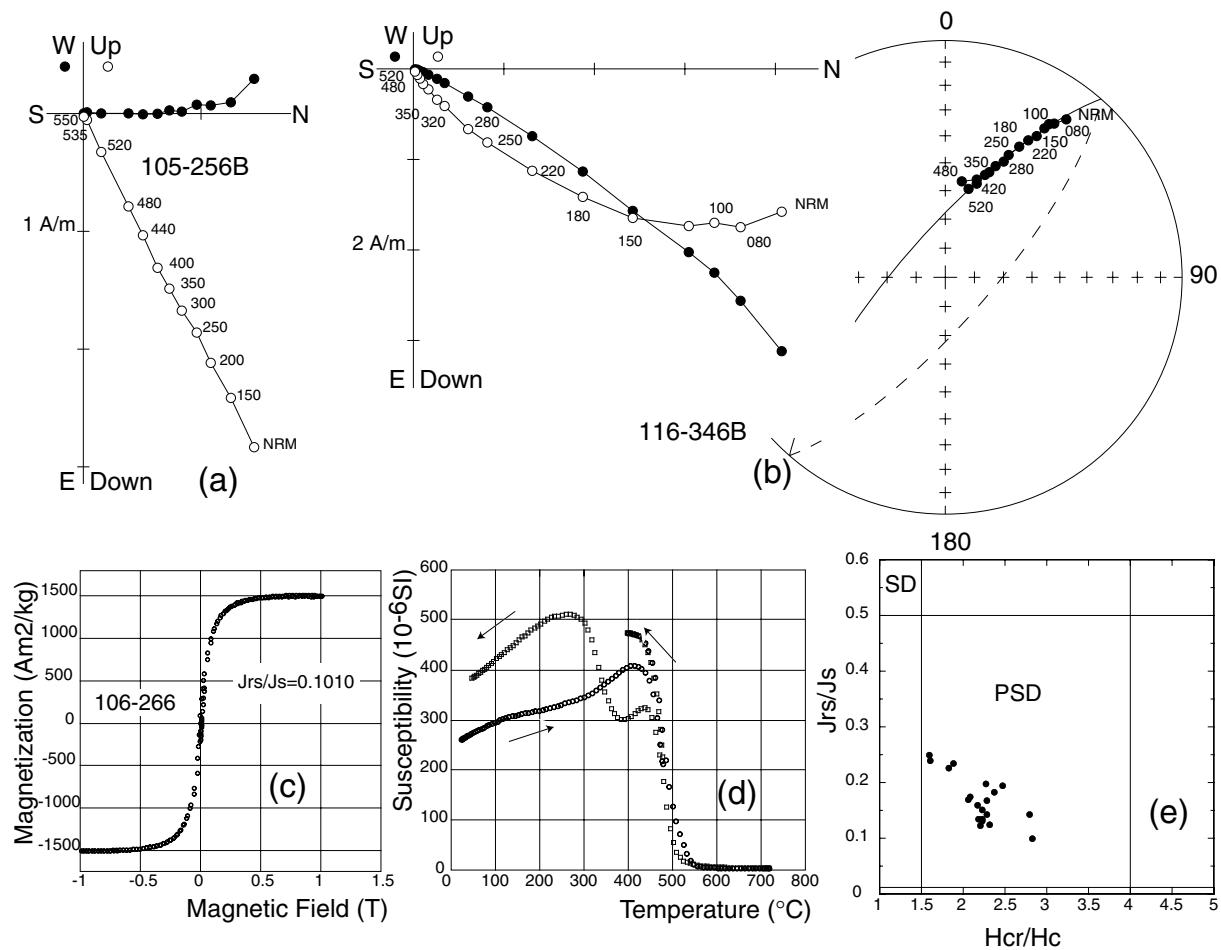 W Up
S N
550
535
520
105-256B
480
1 A/m
440
400
350
300
250
200
150
NRM
E Down
(a)
W Up
S N
520
480
350
320
280
250
220
180
150
100
080
NRM
2 A/m
E Down
116-346B
(b)
0
NRM
100
080
180
150
250
220
350
280
480
420
520
90
180
Magnetization (Am2/kg)
1500
1000
500
0
-500
-1000
-1500
106-266
Jrs/Js=0.1010
(c)
-1 -0.5 0 0.5 1 1.5
Magnetic Field (T)
Susceptibility (10-6SI)
600
500
400
300
200
100
0
(d)
0 100 200 300 400 500 600 700 800
Temperature (°C)
Jrs/Js
0.6
0.5
0.4
0.3
0.2
0.1
0
SD
PSD
(e)
1 1.5 2 2.5 3 3.5 4 4.5 5
Hcr/Hc